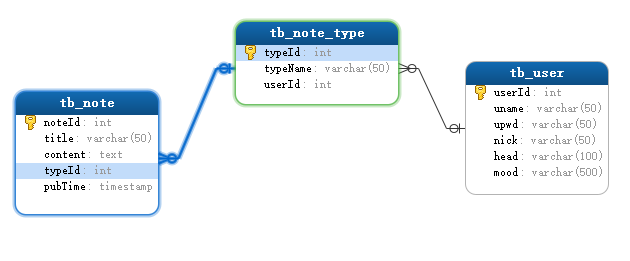 tb_note_type
typeId: int
typeName: varchar(50)
userId: int
tb_user
userId: int
uname: varchar(50)
upwd: varchar(50)
nick: varchar(50)
head: varchar(100)
mood: varchar(500)
tb_note
noteId: int
title: varchar(50)
content: text
typeId: int
pubTime: timestamp